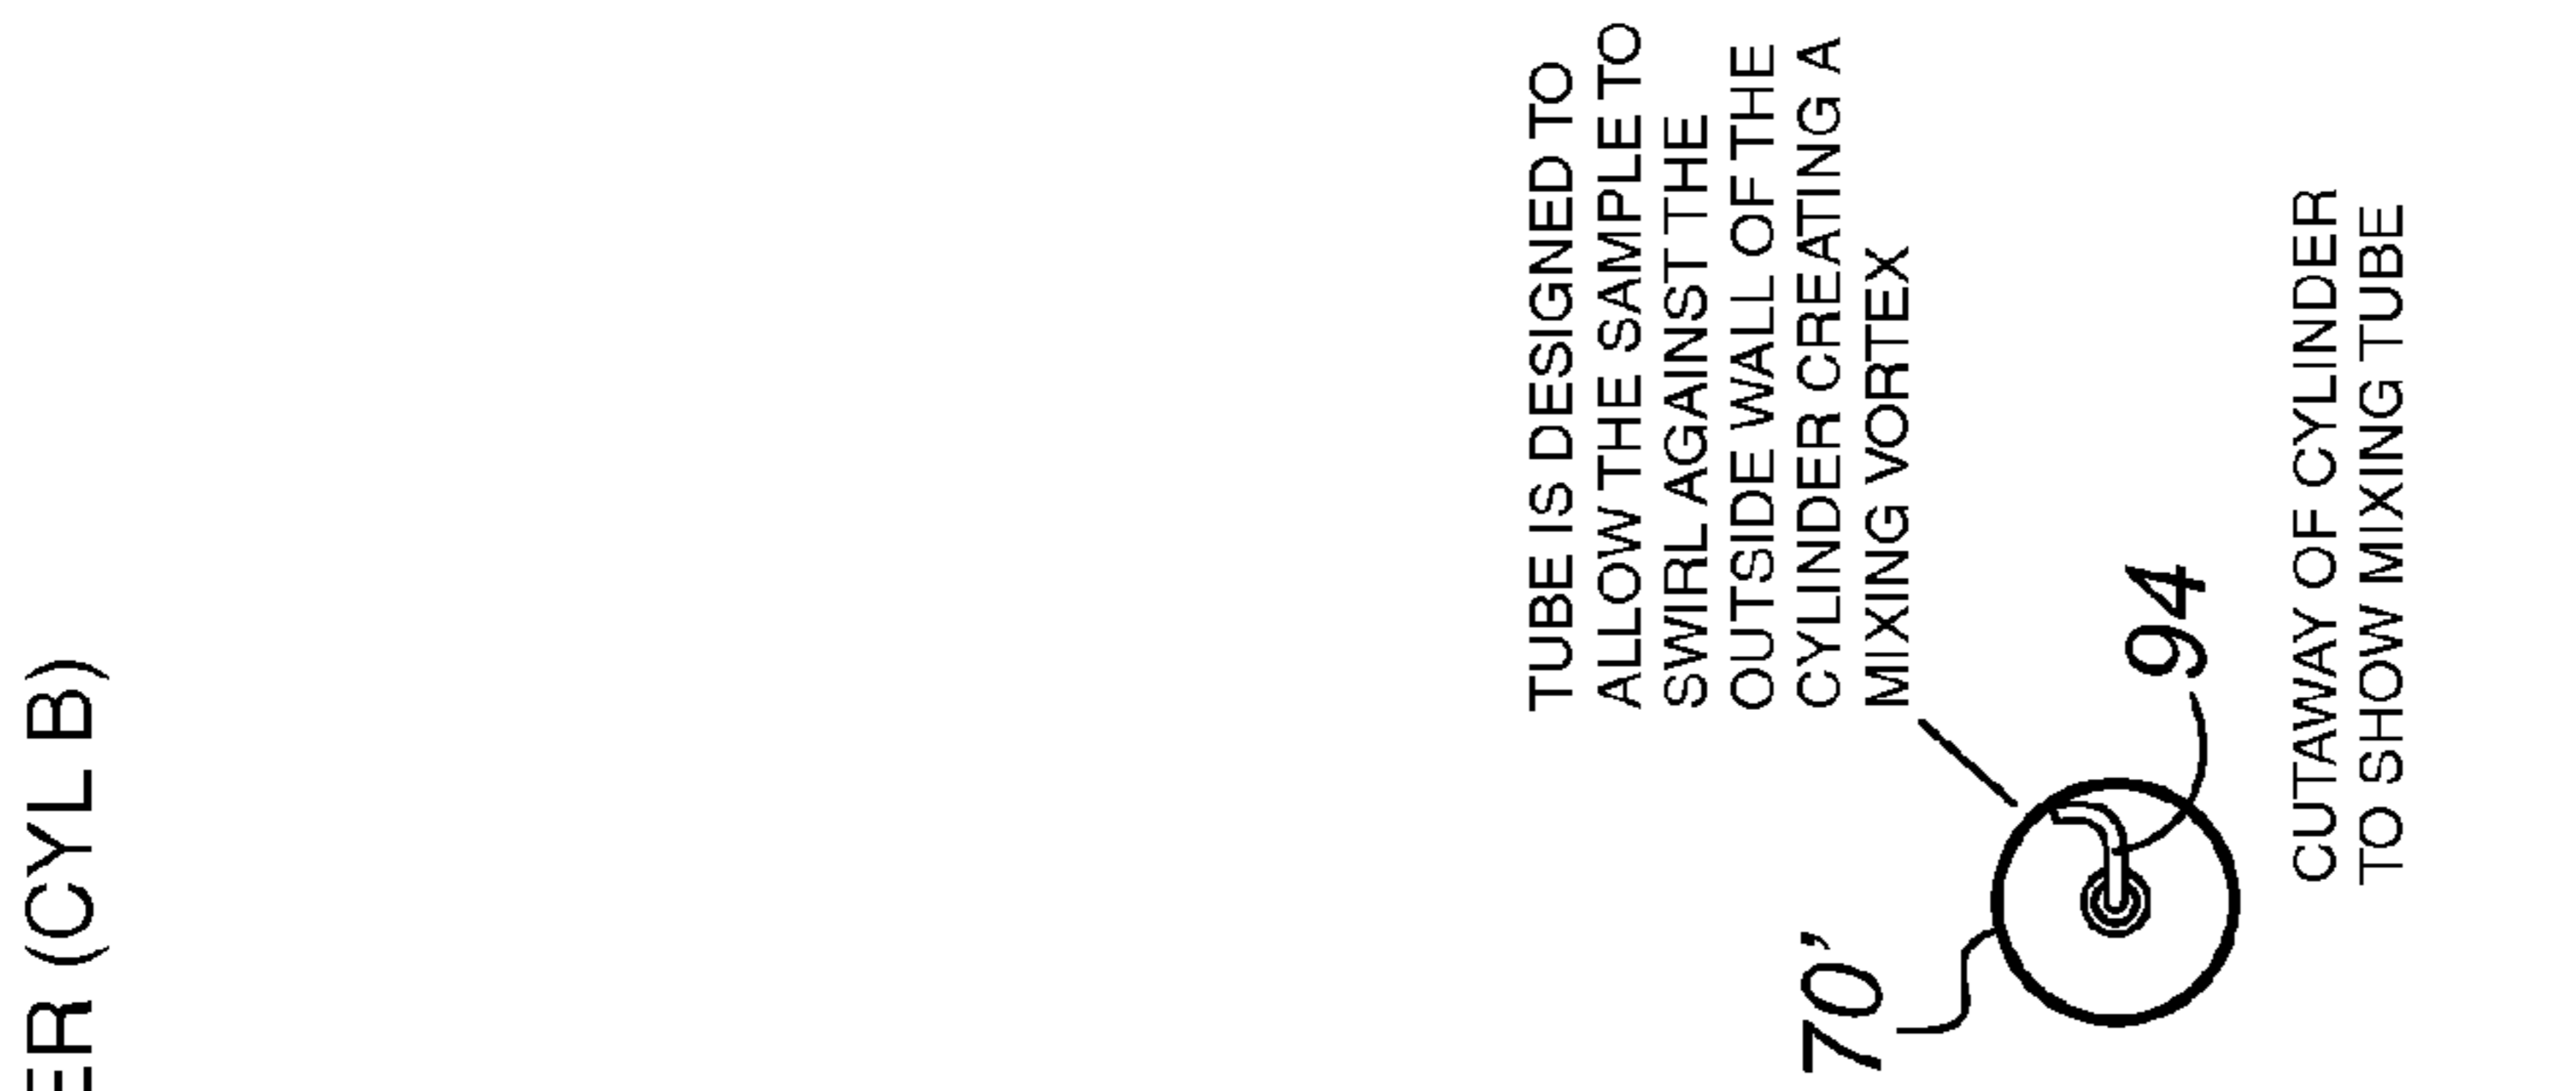 ER (CYL B)
TUBE IS DESIGNED TO
ALLOW THE SAMPLE TO
SWIRL AGAINST THE
OUTSIDE WALL OF THE
CYLINDER CREATING A
MIXING VORTEX
70'
94
CUTAWAY OF CYLINDER
TO SHOW MIXING TUBE